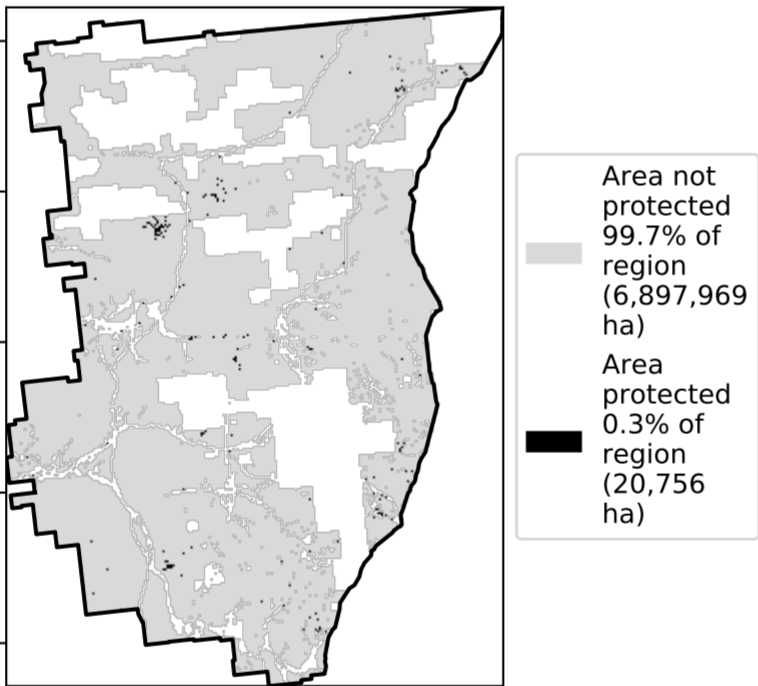 Area not
protected
99.7% of
region
(6,897,969
ha)
Area
protected
0.3% of
region
(20,756
ha)